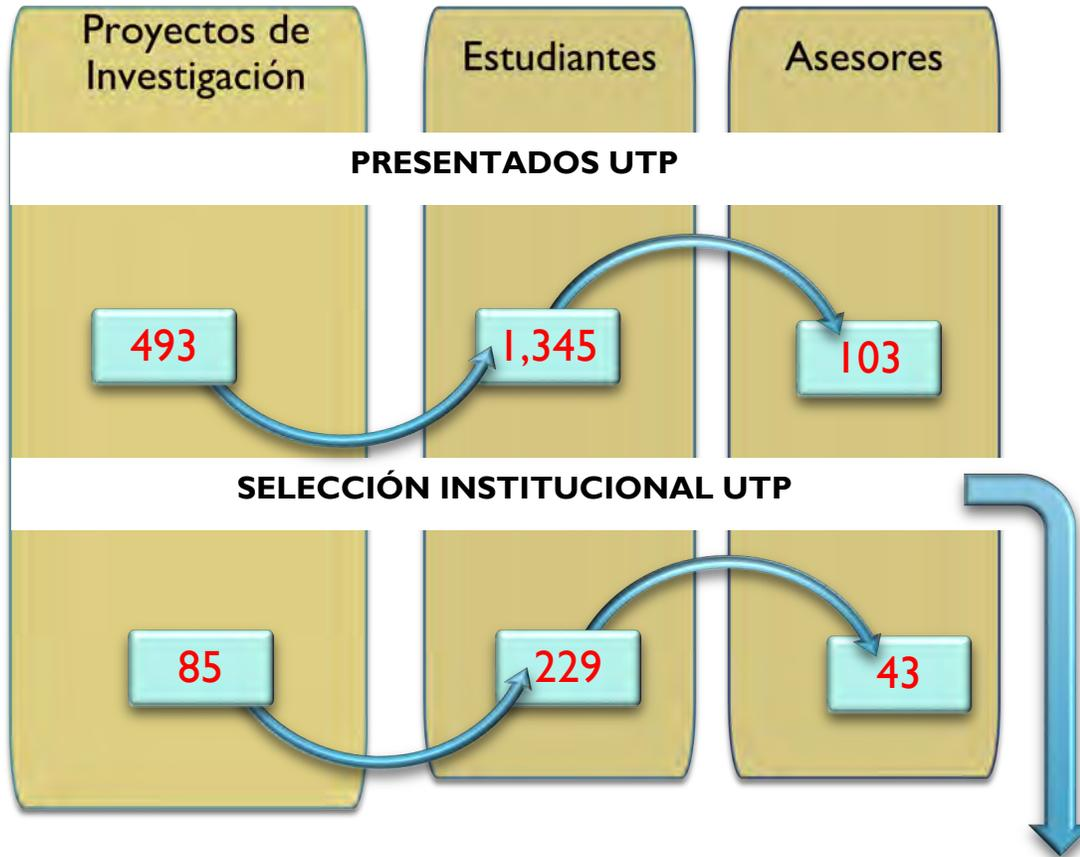 Proyectos de
Investigación
Estudiantes
Asesores
PRESENTADOS UTP
493
1,345
103
SELECCIÓN INSTITUCIONAL UTP
85
229
43